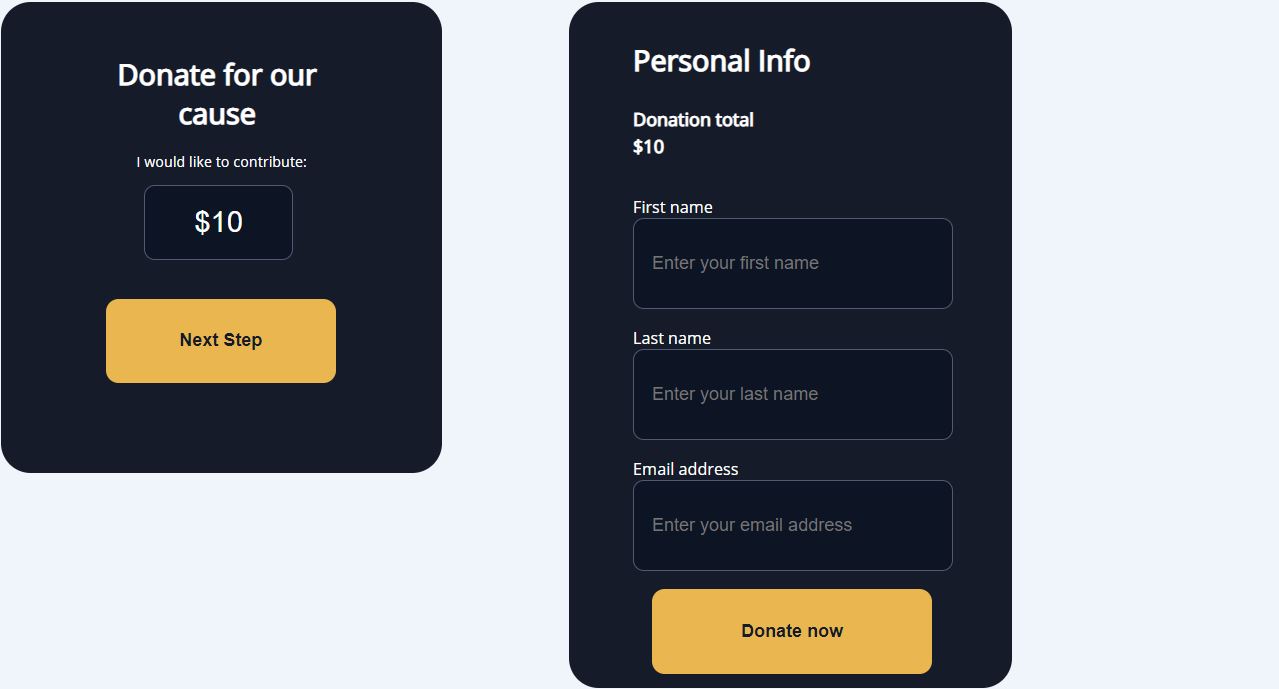 Donate for our
cause
I would like to contribute:
$10
Next Step
Personal Info
Donation total
$10
First name
Enter your first name
Last name
Enter your last name
Email address
Enter your email address
Donate now